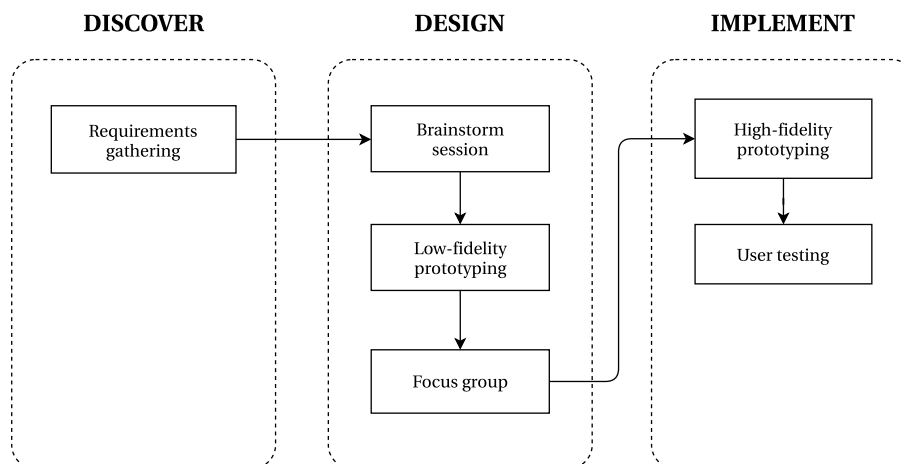 DISCOVER
Requirements
gathering
DESIGN
Brainstorm
session
Low-fidelity
prototyping
Focus group
IMPLEMENT
High-fidelity
prototyping
User testing